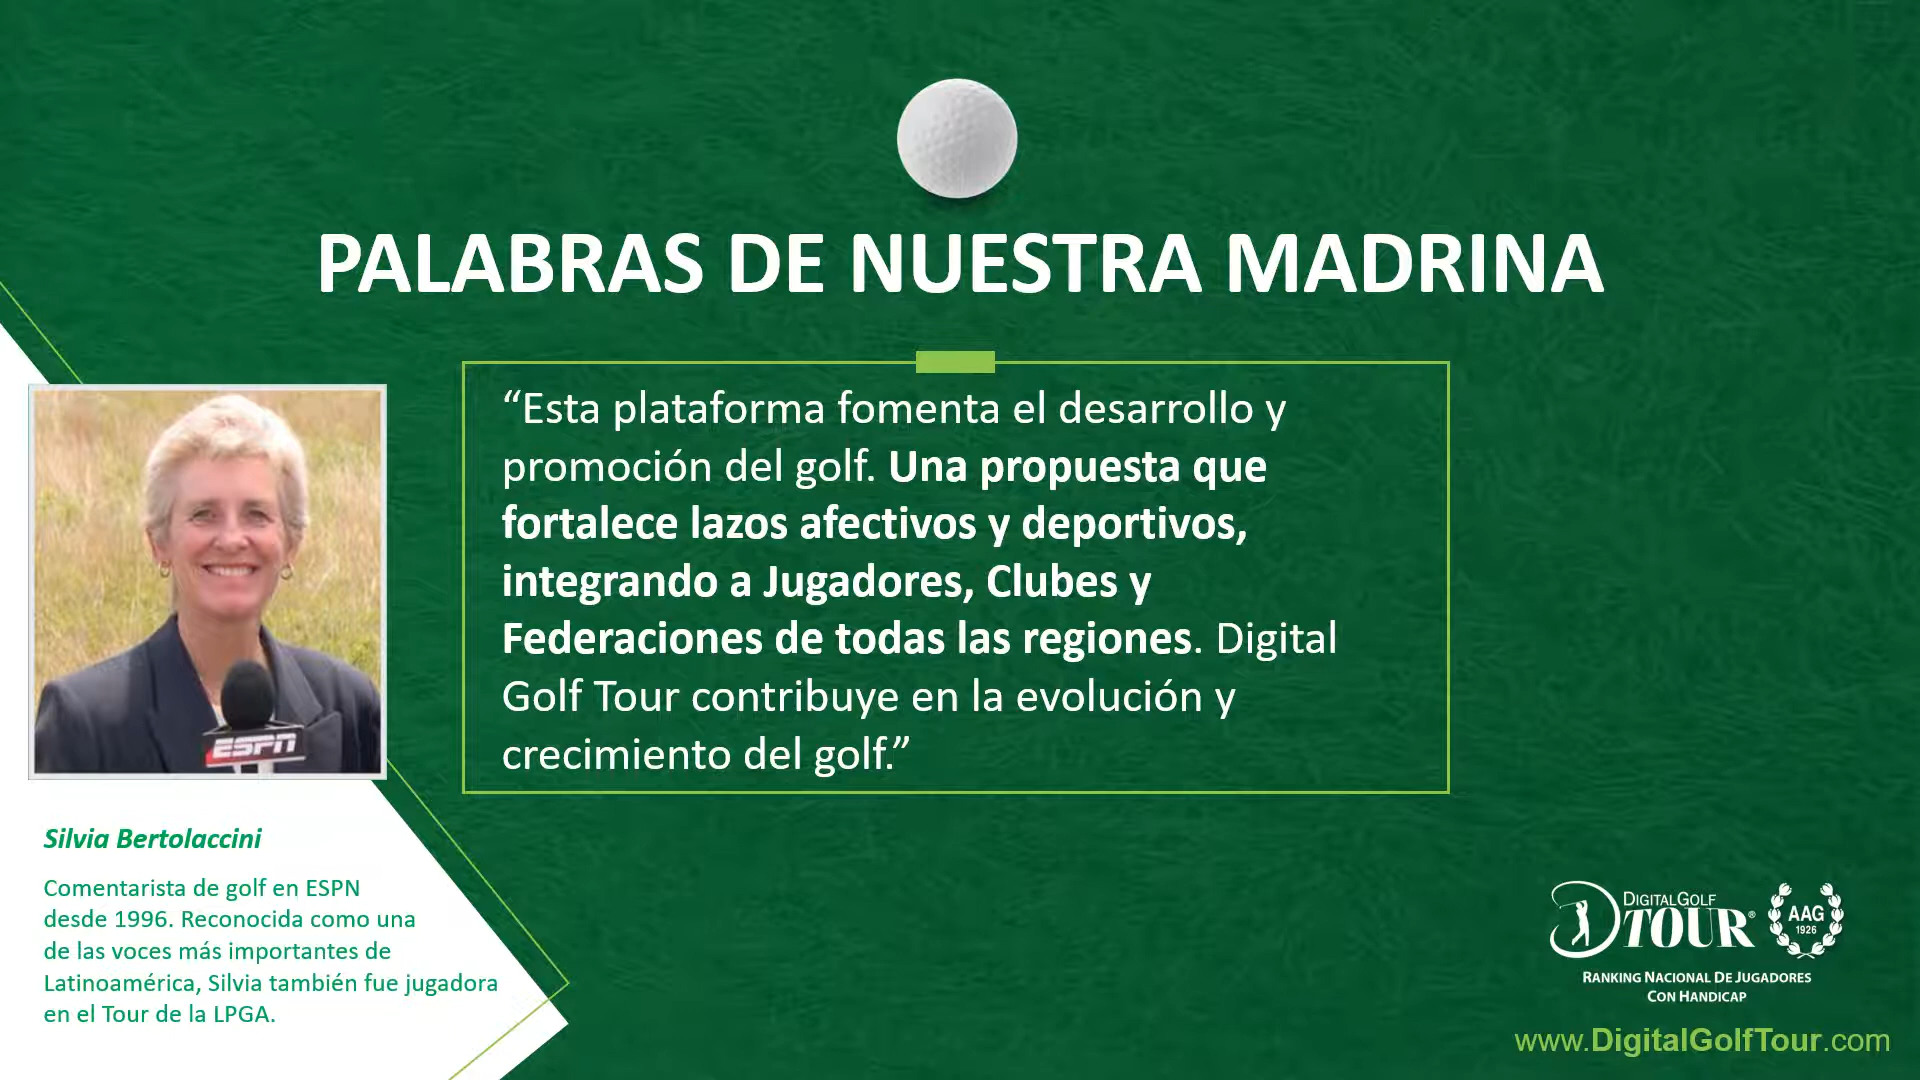 PALABRAS DE NUESTRA MADRINA
“Esta plataforma fomenta el desarrollo y
promoción del golf. Una propuesta que
fortalece lazos afectivos y deportivos,
integrando a Jugadores, Clubes y
Federaciones de todas las regiones. Digital
Golf Tour contribuye en la evolución y
crecimiento del golf.”
ESPN
Silvia Bertolaccini
Comentarista de golf en ESPN
desde 1996. Reconocida como una
de las voces más importantes de
Latinoamérica, Silvia también fue jugadora
en el Tour de la LPGA.
DIGITALGOLF
TOUR®
AAG
1926
RANKING NACIONAL DE JUGADORES
CON HANDICAP
www.DigitalGolfTour.com